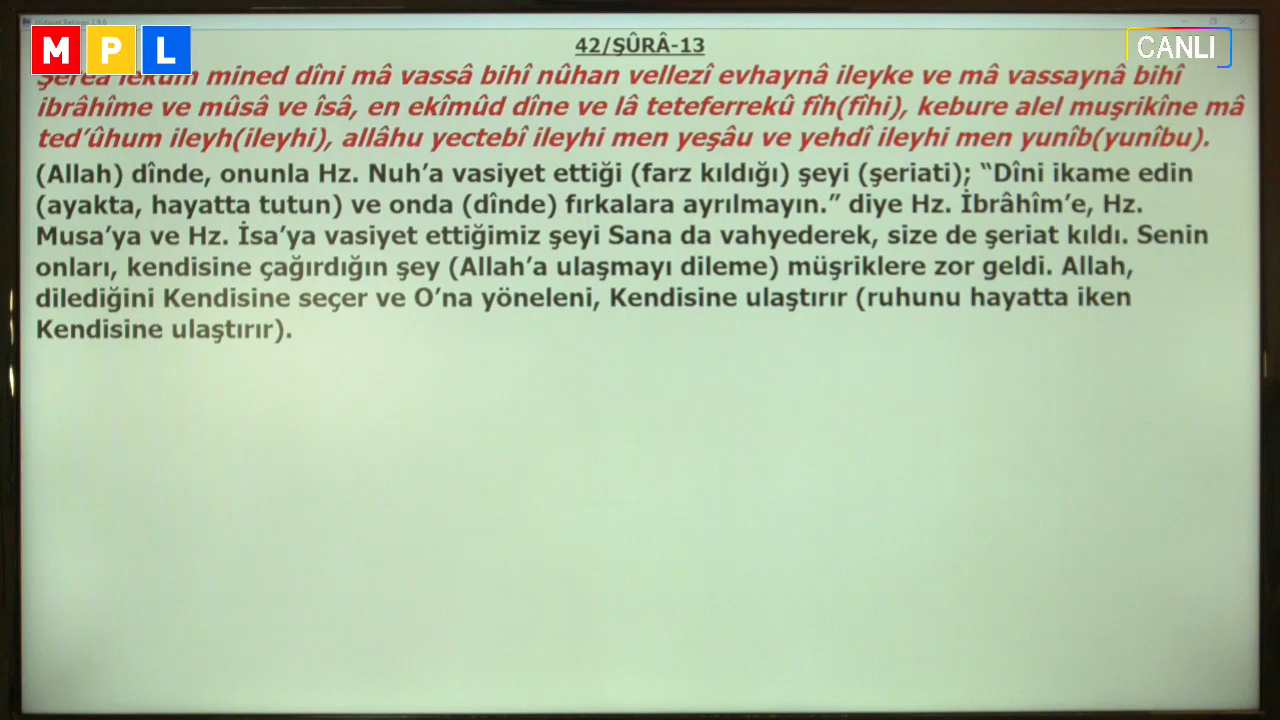 MPL
CANLI
42/ŞÛRÂ-13
Şerea lekum mined dîni mâ vassâ bihî nûhan vellezî evhaynâ ileyke ve mâ vassaynâ bihî
ibrâhîme ve mûsâ ve îsâ, en ekîmûd dîne ve lâ teteferrekû fîh(fîhi), kebure alel muşrikîne mâ
ted’ûhum ileyh(ileyhi), allâhu yectebî ileyhi men yeşâu ve yehdî ileyhi men yunîb(yunîbu).
(Allah) dînde, onunla Hz. Nuh’a vasiyet ettiği (farz kıldığı) şeyi (şeriati); “Dîni ikame edin
(ayakta, hayatta tutun) ve onda (dînde) fırkalara ayrılmayın.” diye Hz. İbrâhîm’e, Hz.
Musa’ya ve Hz. İsa’ya vasiyet ettiğimiz şeyi Sana da vahyederek, size de şeriat kıldı. Senin
onları, kendisine çağırdığın şey (Allah’a ulaşmayı dileme) müşriklere zor geldi. Allah,
dilediğini Kendisine seçer ve O’na yöneleni, Kendisine ulaştırır (ruhunu hayatta iken
Kendisine ulaştırır).